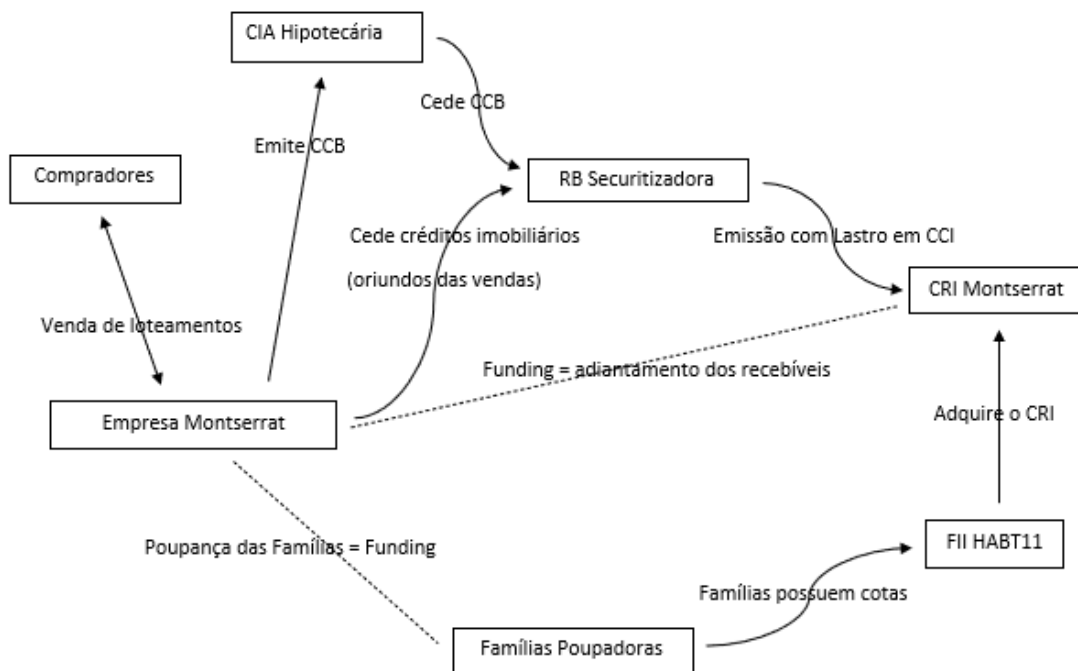 CIA Hipotecária
Cede CCB
Emite CCB
Compradores
RB Securitizadora
Cede créditos imobiliários
(oriundos das vendas)
Emissão com Lastro em CCI
CRI Montserrat
Venda de loteamentos
Funding = adiantamento dos recebíveis
Empresa Montserrat
Adquire o CRI
Poupança das Famílias = Funding
FII HABT11
Famílias possuem cotas
Famílias Poupadoras